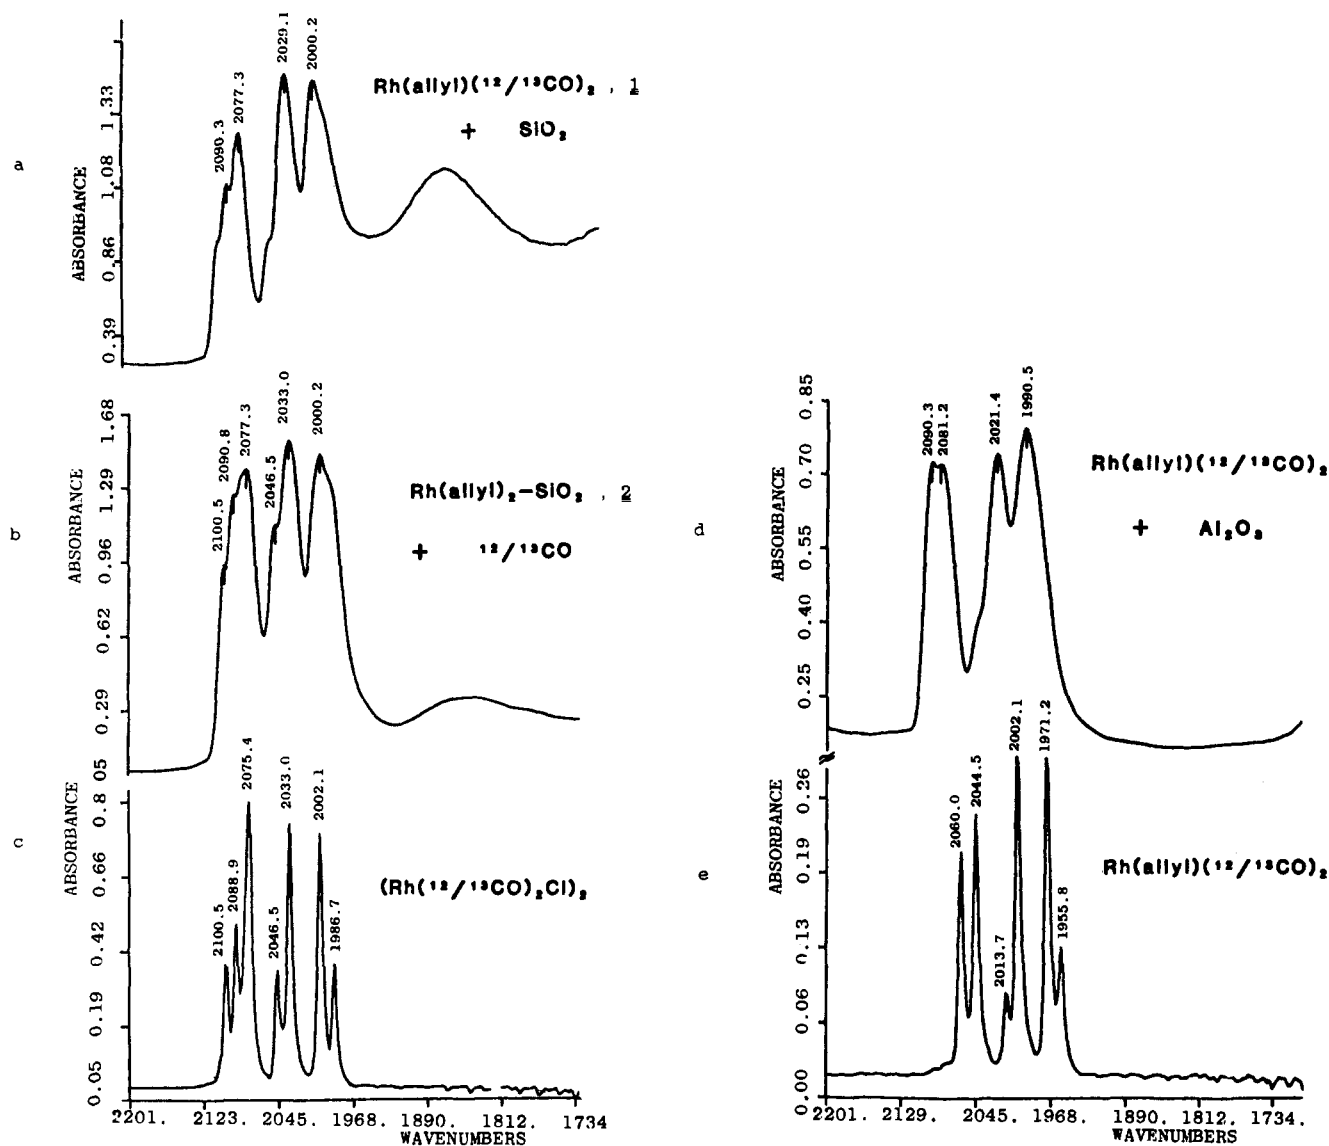 a
ABSORBANCE
1.33
1.08
0.86
0.39
2090.3
2077.3
2029.1
2000.2
Rh(allyl)(¹²/¹³CO)₂ , 1
+ SiO₂
b
ABSORBANCE
1.68
1.29
0.96
0.62
0.29
05
2100.5
2090.8
2077.3
2046.5
2033.0
2000.2
Rh(allyl)₂-SiO₂ , 2
+ ¹²/¹³CO
c
ABSORBANCE
0.8
0.66
0.42
0.19
0.05
2100.5
2088.9
2075.4
2046.5
2033.0
2002.1
1986.7
(Rh(¹²/¹³CO)₂Cl)₂
2201. 2123. 2045. 1968. 1890. 1812. 1734
WAVENUMBERS
d
ABSORBANCE
0.85
0.70
0.55
0.40
0.25
2090.3
2081.2
2021.4
1990.5
Rh(allyl)(¹²/¹³CO)₂
+ Al₂O₃
e
ABSORBANCE
0.26
0.19
0.13
0.06
0.00
2060.0
2044.5
2013.7
2002.1
1971.2
1955.8
Rh(allyl)(¹²/¹³CO)₂
2201. 2129. 2045. 1968. 1890. 1812. 1734
WAVENUMBERS